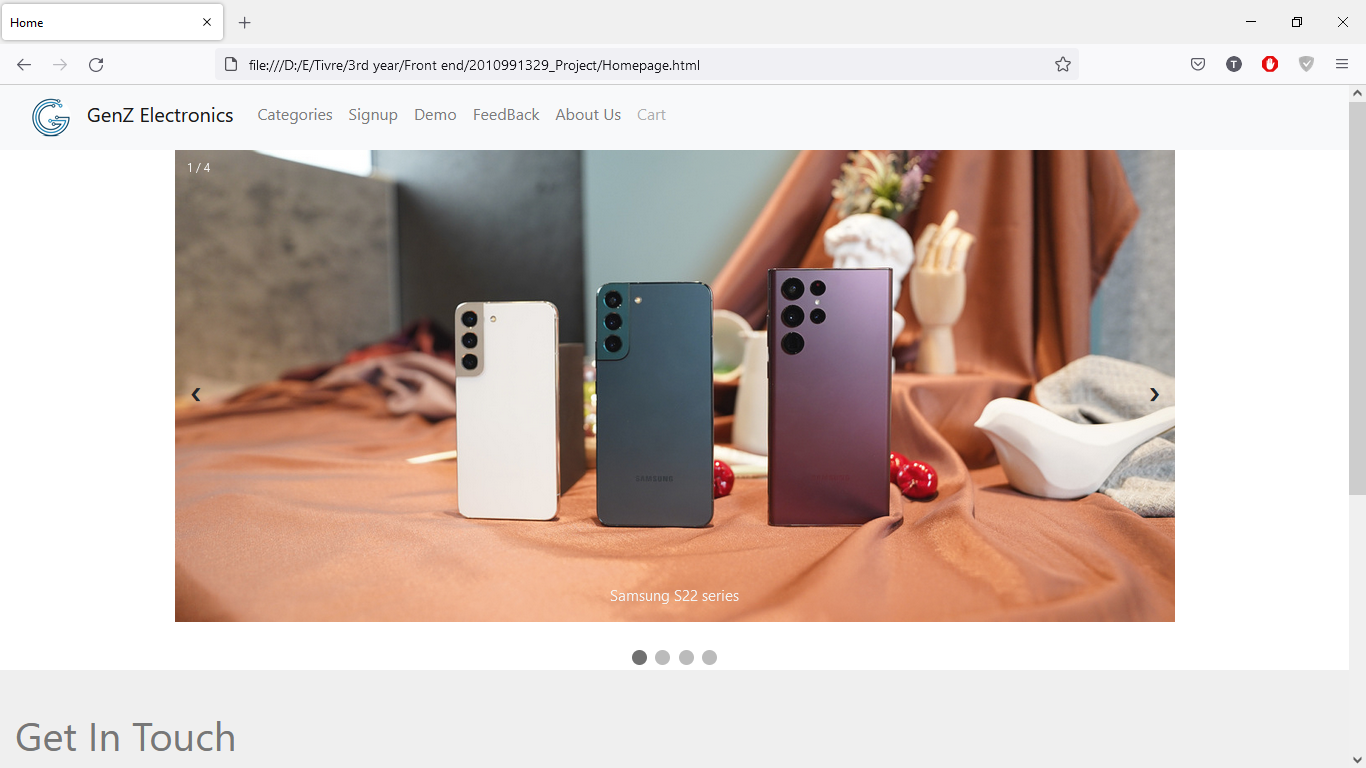 Home
file:///D:/E/Tivre/3rd year/Front end/2010991329_Project/Homepage.html
T
GenZ Electronics Categories Signup Demo FeedBack About Us Cart
1 / 4
SAMSUNG
Samsung S22 series
Get In Touch